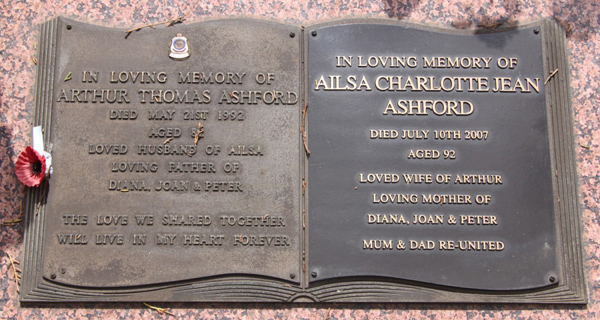 IN LOVING MEMORY OF
ARTHUR THOMAS ASHFORD
DIED MAY 21ST 1992
AGED
LOVED HUSBAND OF AILSA
LOVING FATHER OF
DIANA, JOAN & PETER
THE LOVE WE SHARED TOGETHER
WILL LIVE IN MY HEART FOREVER
IN LOVING MEMORY OF
AILSA CHARLOTTE JEAN
ASHFORD
DIED JULY 10TH 2007
AGED 92
LOVED WIFE OF ARTHUR
LOVING MOTHER OF
DIANA, JOAN & PETER
MUM & DAD RE-UNITED